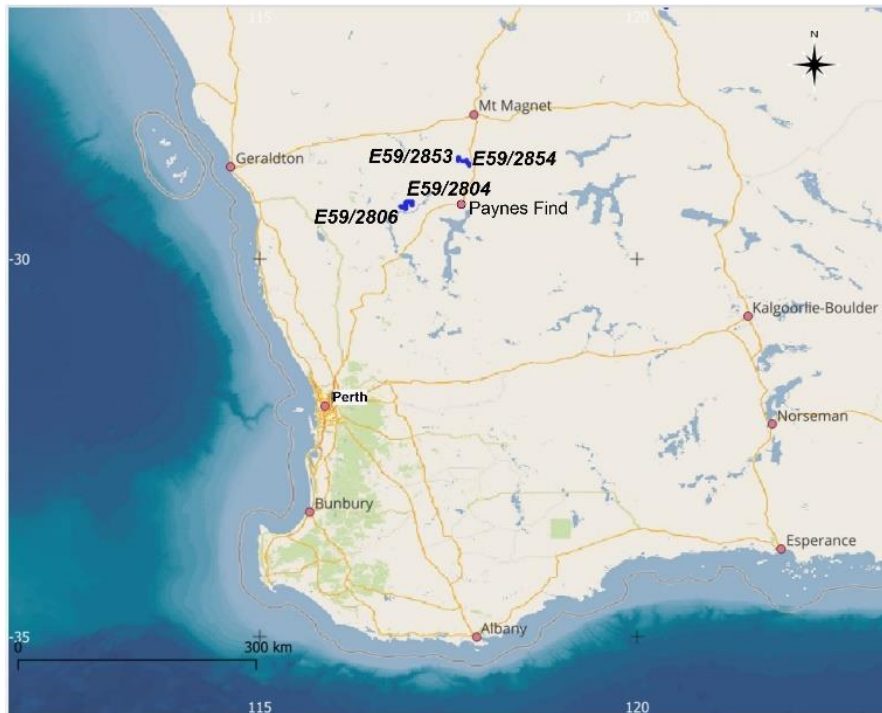 115
120
N
Mt Magnet
E59/2853
E59/2854
Geraldton
E59/2804
E59/2806
Paynes Find
-30
Kalgoorlie-Boulder
Perth
Norseman
Bunbury
Esperance
Albany
-35
0
300 km
115
120